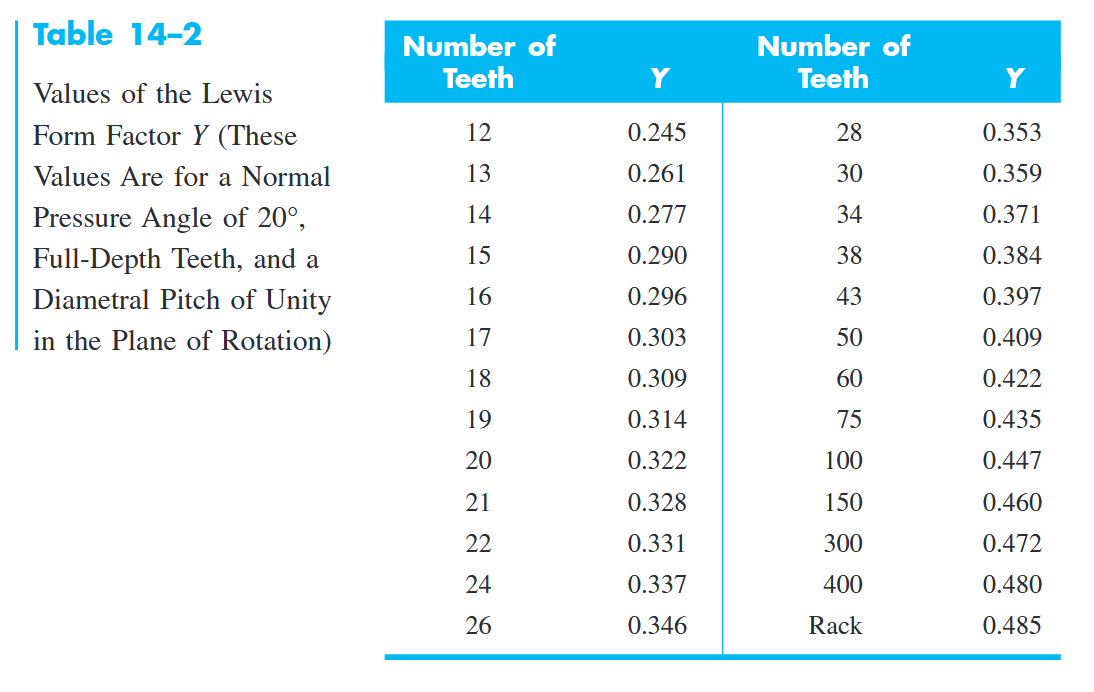 Table 14–2
Values of the Lewis
Form Factor Y (These
Values Are for a Normal
Pressure Angle of 20°,
Full-Depth Teeth, and a
Diametral Pitch of Unity
in the Plane of Rotation)
Number of Teeth Y Number of Teeth Y
12 0.245 28 0.353
13 0.261 30 0.359
14 0.277 34 0.371
15 0.290 38 0.384
16 0.296 43 0.397
17 0.303 50 0.409
18 0.309 60 0.422
19 0.314 75 0.435
20 0.322 100 0.447
21 0.328 150 0.460
22 0.331 300 0.472
24 0.337 400 0.480
26 0.346 Rack 0.485